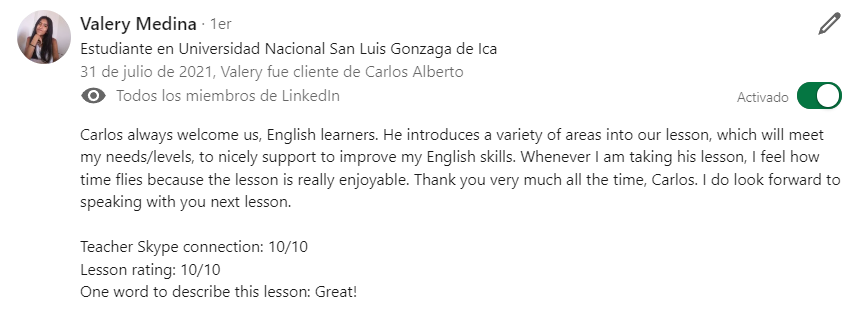 Valery Medina · 1er
Estudiante en Universidad Nacional San Luis Gonzaga de Ica
31 de julio de 2021, Valery fue cliente de Carlos Alberto
Todos los miembros de LinkedIn
Activado
Carlos always welcome us, English learners. He introduces a variety of areas into our lesson, which will meet
my needs/levels, to nicely support to improve my English skills. Whenever I am taking his lesson, I feel how
time flies because the lesson is really enjoyable. Thank you very much all the time, Carlos. I do look forward to
speaking with you next lesson.
Teacher Skype connection: 10/10
Lesson rating: 10/10
One word to describe this lesson: Great!